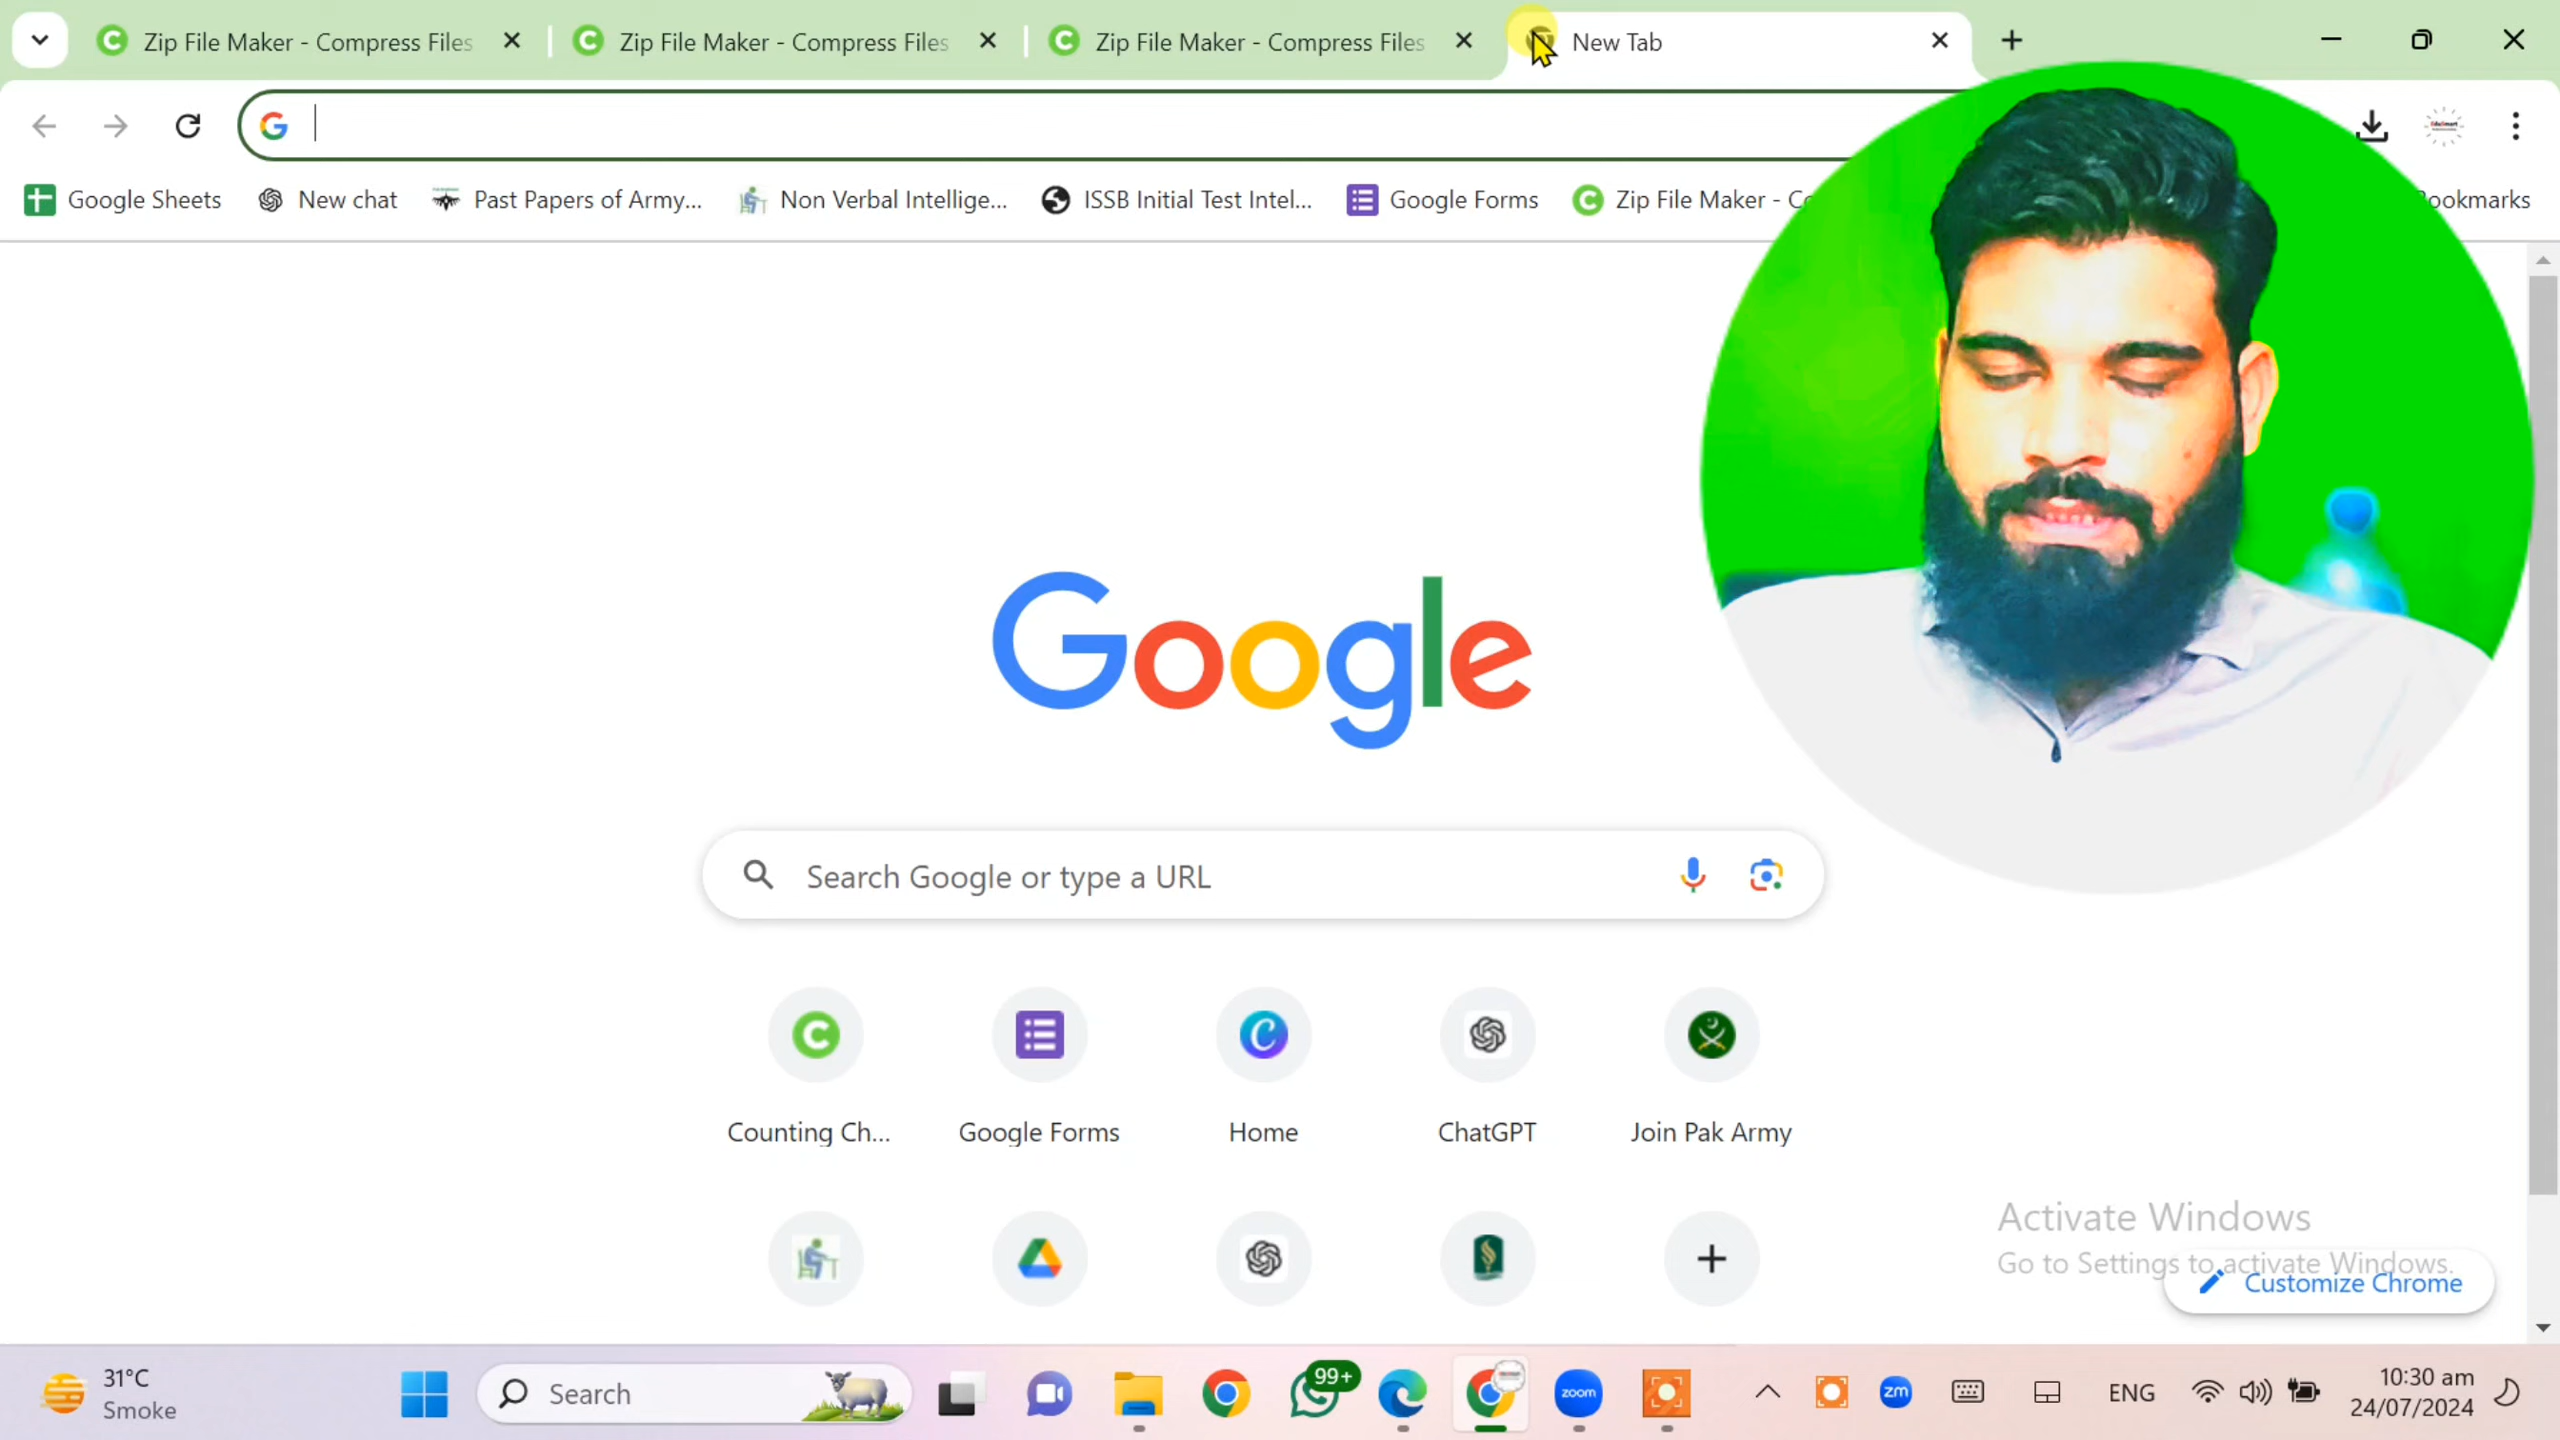 Zip File Maker - Compress Files
Zip File Maker - Compress Files
Zip File Maker - Compress Files
New Tab
Google Sheets
New chat
Past Papers of Army...
Non Verbal Intellige...
ISSB Initial Test Intel...
Google Forms
Zip File Maker - Co
Bookmarks
Google
Search Google or type a URL
Counting Ch...
Google Forms
Home
ChatGPT
Join Pak Army
Activate Windows
Go to Settings to activate Windows.
Customize Chrome
31°C
Smoke
Search
99+
zoom
zm
ENG
10:30 am
24/07/2024